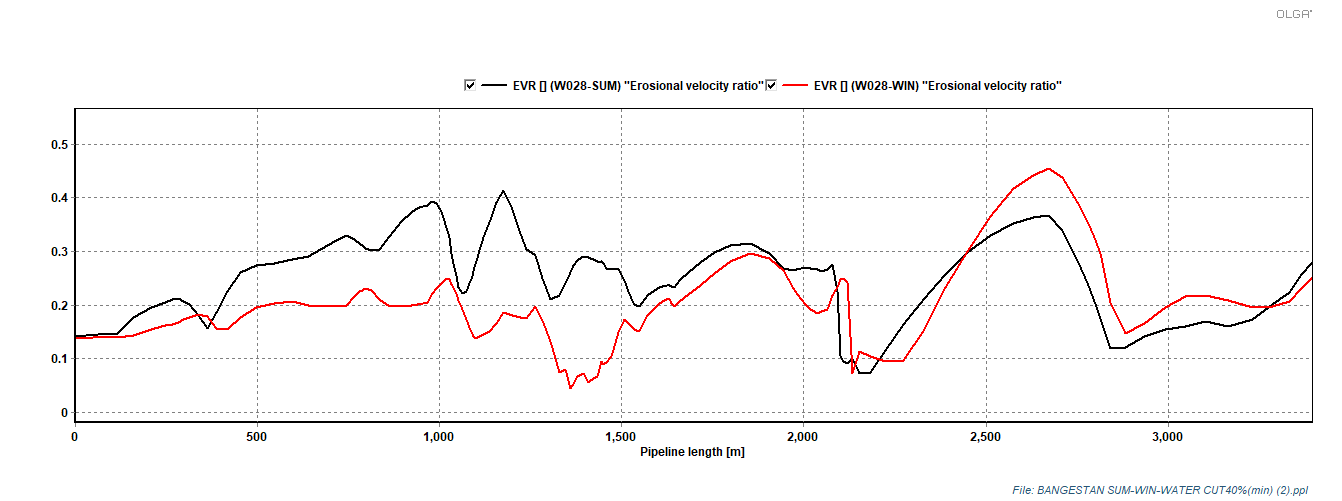 OLGA
EVR [] (W028-SUM) "Erosional velocity ratio" EVR [] (W028-WIN) "Erosional velocity ratio"
0.5
0.4
0.3
0.2
0.1
0
0 500 1,000 1,500 2,000 2,500 3,000
Pipeline length [m]
File: BANGESTAN SUM-WIN-WATER CUT40%(min) (2).ppl